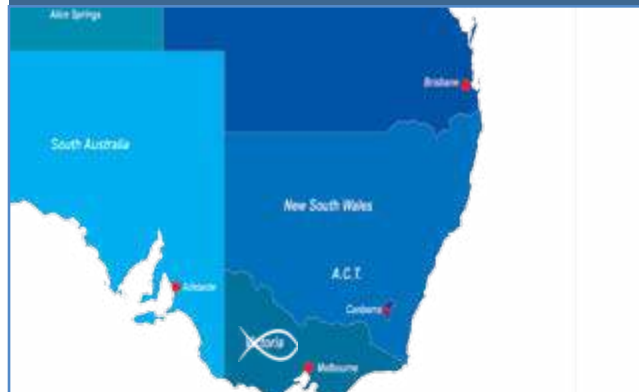 Alice Springs
Brisbane
South Australia
New South Wales
A.C.T.
Adelaide
Canberra
Victoria
Melbourne